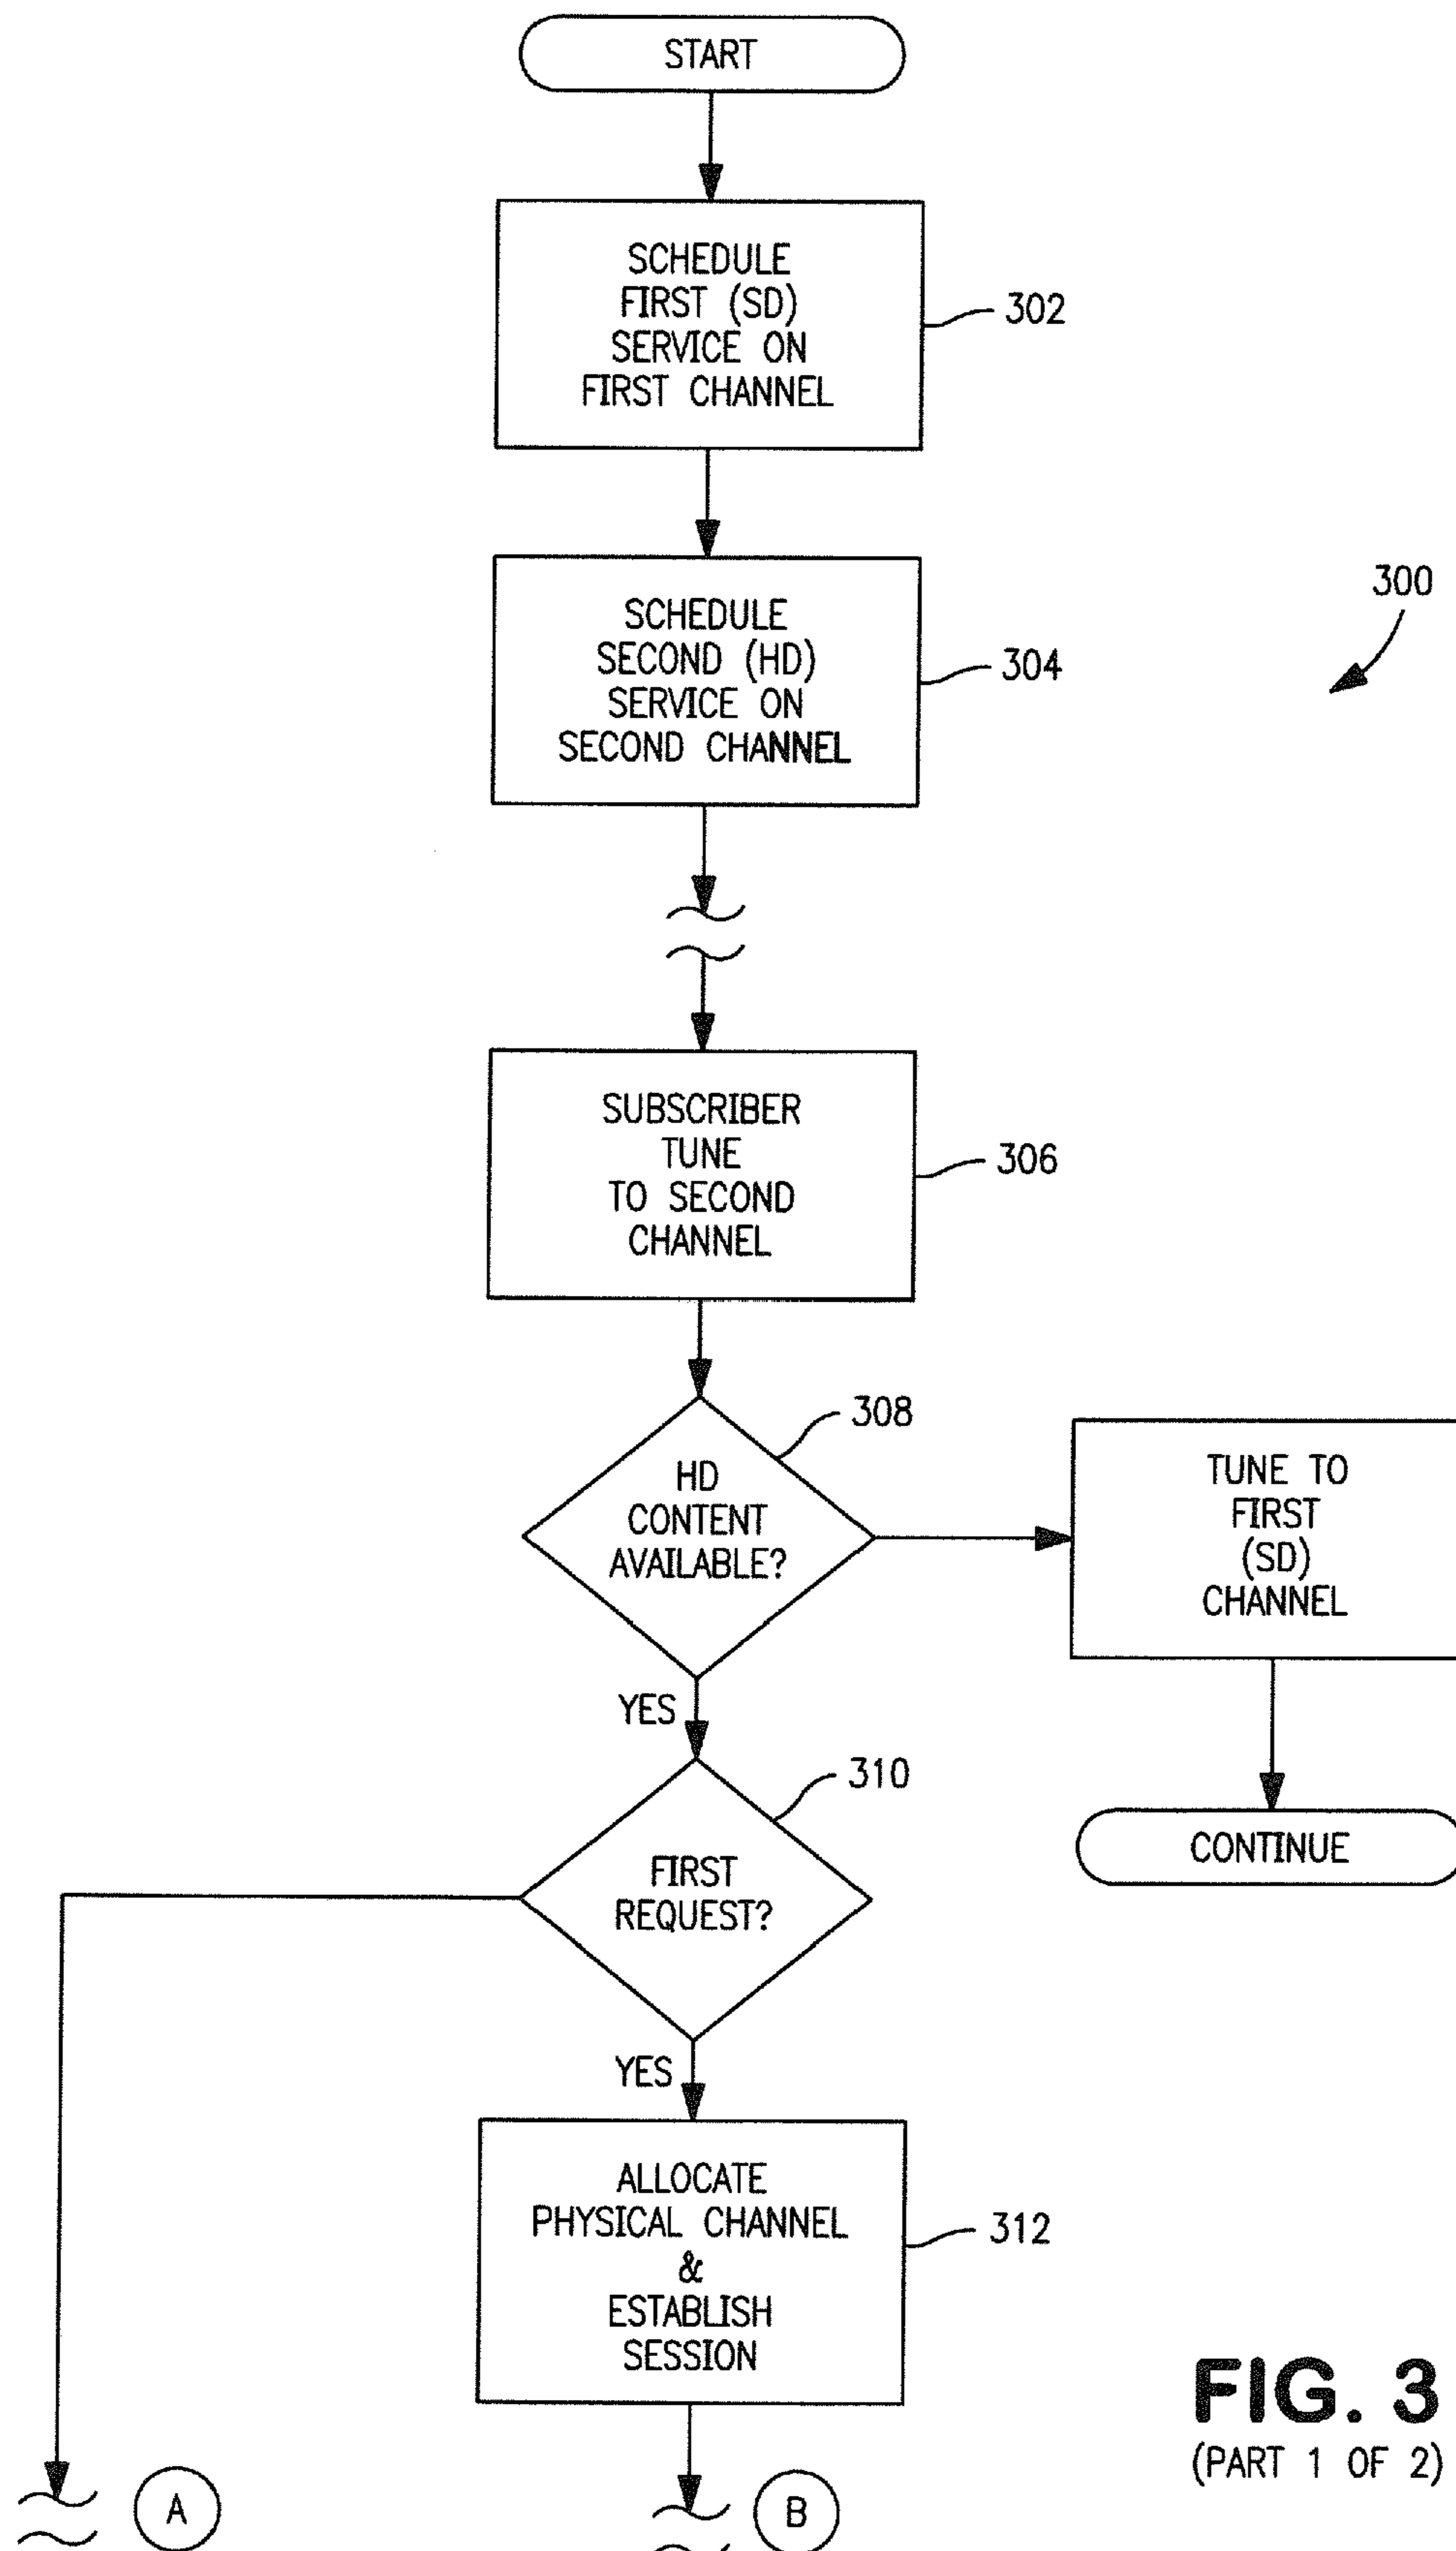 START
SCHEDULE
FIRST (SD)
SERVICE ON
FIRST CHANNEL
302
SCHEDULE
SECOND (HD)
SERVICE ON
SECOND CHANNEL
304
300
SUBSCRIBER
TUNE
TO SECOND
CHANNEL
306
HD
CONTENT
AVAILABLE?
308
TUNE TO
FIRST
(SD)
CHANNEL
YES
CONTINUE
FIRST
REQUEST?
310
YES
ALLOCATE
PHYSICAL CHANNEL
&
ESTABLISH
SESSION
312
A
B
FIG. 3
(PART 1 OF 2)